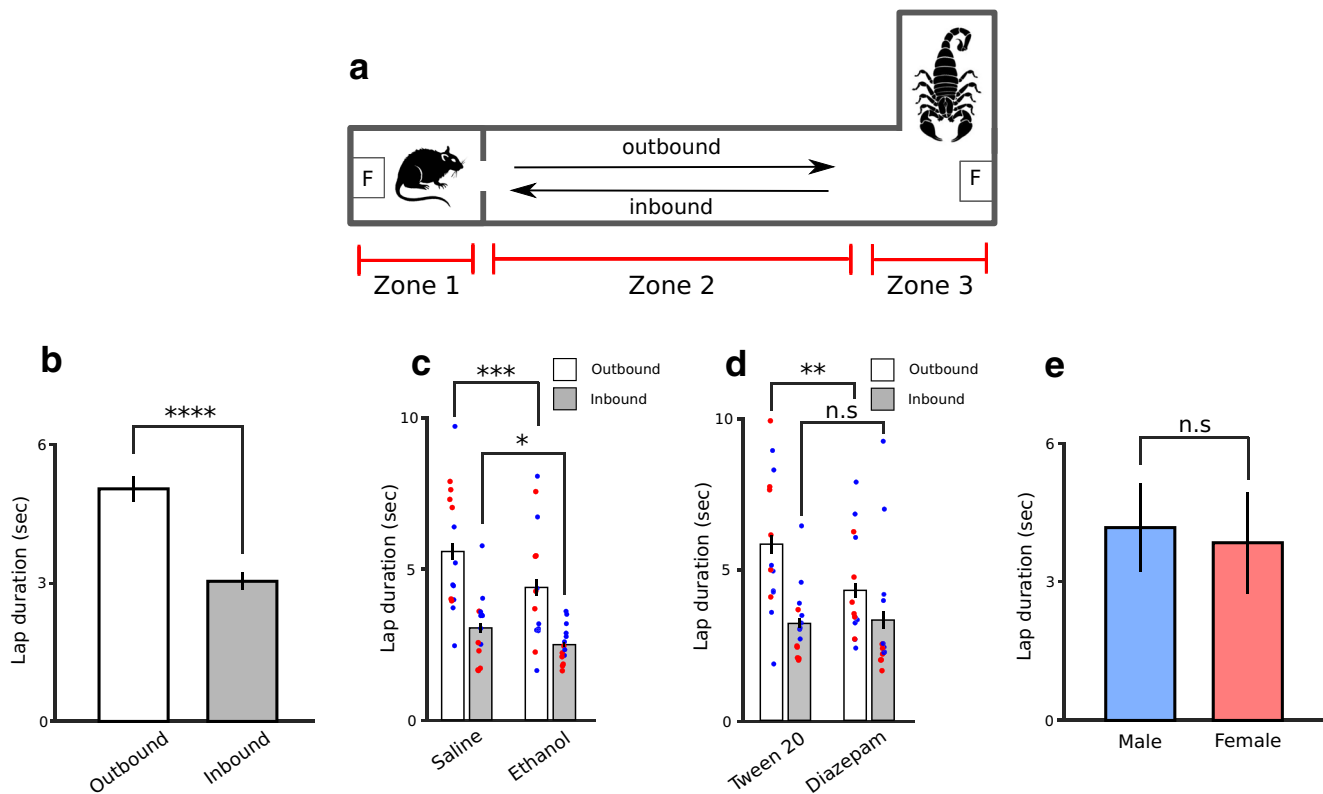 a
outbound
inbound
F
F
Zone 1
Zone 2
Zone 3
b
****
Lap duration (sec)
6
3
0
Outbound
Inbound
c
Outbound
Inbound
***
*
Lap duration (sec)
10
5
0
Saline
Ethanol
d
Outbound
Inbound
**
n.s
Lap duration (sec)
10
5
0
Tween 20
Diazepam
e
n.s
Lap duration (sec)
6
3
0
Male
Female